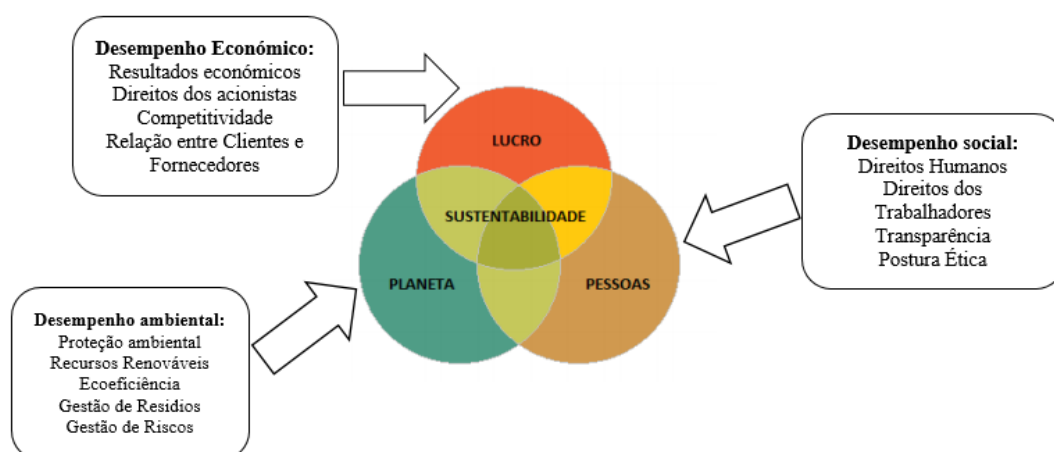 Desempenho Económico:
Resultados económicos
Direitos dos acionistas
Competitividade
Relação entre Clientes e
Fornecedores
LUCRO
SUSTENTABILIDADE
PLANETA
PESSOAS
Desempenho social:
Direitos Humanos
Direitos dos
Trabalhadores
Transparência
Postura Ética
Desempenho ambiental:
Proteção ambiental
Recursos Renováveis
Ecoeficiência
Gestão de Residios
Gestão de Riscos